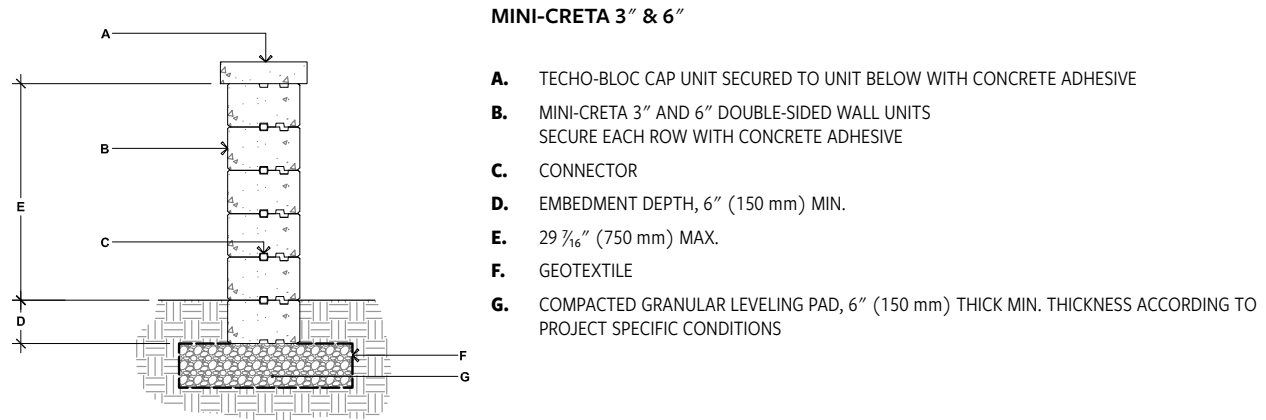 MINI-CRETA 3″ & 6″
A
B
E
C
D
F
G
A. TECHO-BLOC CAP UNIT SECURED TO UNIT BELOW WITH CONCRETE ADHESIVE
B. MINI-CRETA 3″ AND 6″ DOUBLE-SIDED WALL UNITS
SECURE EACH ROW WITH CONCRETE ADHESIVE
C. CONNECTOR
D. EMBEDMENT DEPTH, 6″ (150 mm) MIN.
E. 29 7⁄16″ (750 mm) MAX.
F. GEOTEXTILE
G. COMPACTED GRANULAR LEVELING PAD, 6″ (150 mm) THICK MIN. THICKNESS ACCORDING TO
PROJECT SPECIFIC CONDITIONS